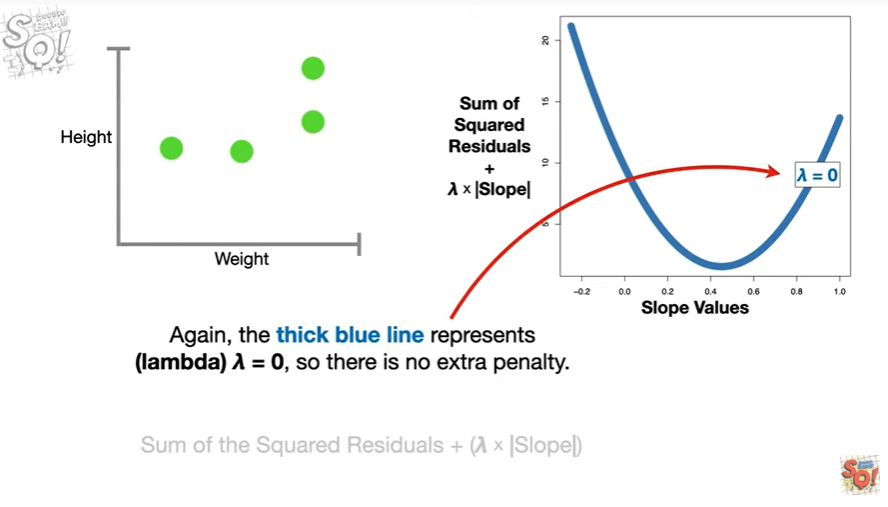 Height
Weight
Sum of
Squared
Residuals
+
λ x |Slope|
20
15
10
5
λ = 0
-0.2
0.0
0.2
0.4
0.6
0.8
1.0
Slope Values
Again, the thick blue line represents
(lambda) λ = 0, so there is no extra penalty.
Sum of the Squared Residuals + (λ x |Slope|)